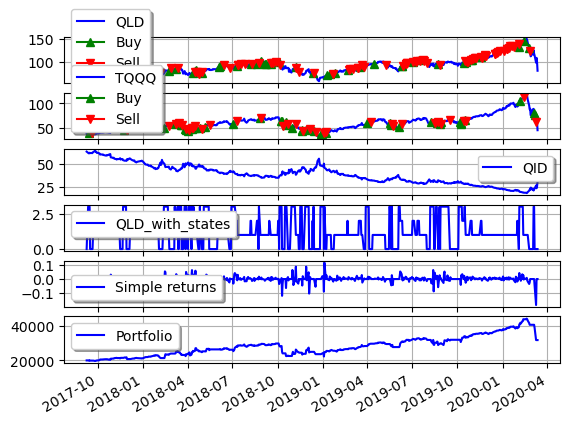 QLD
Buy
Sell
150
100
TQQQ
Buy
Sell
100
50
QID
50
25
QLD_with_states
2.5
0.0
Simple returns
0.1
0.0
−0.1
Portfolio
40000
20000
2017-10
2018-01
2018-04
2018-07
2018-10
2019-01
2019-04
2019-07
2019-10
2020-01
2020-04